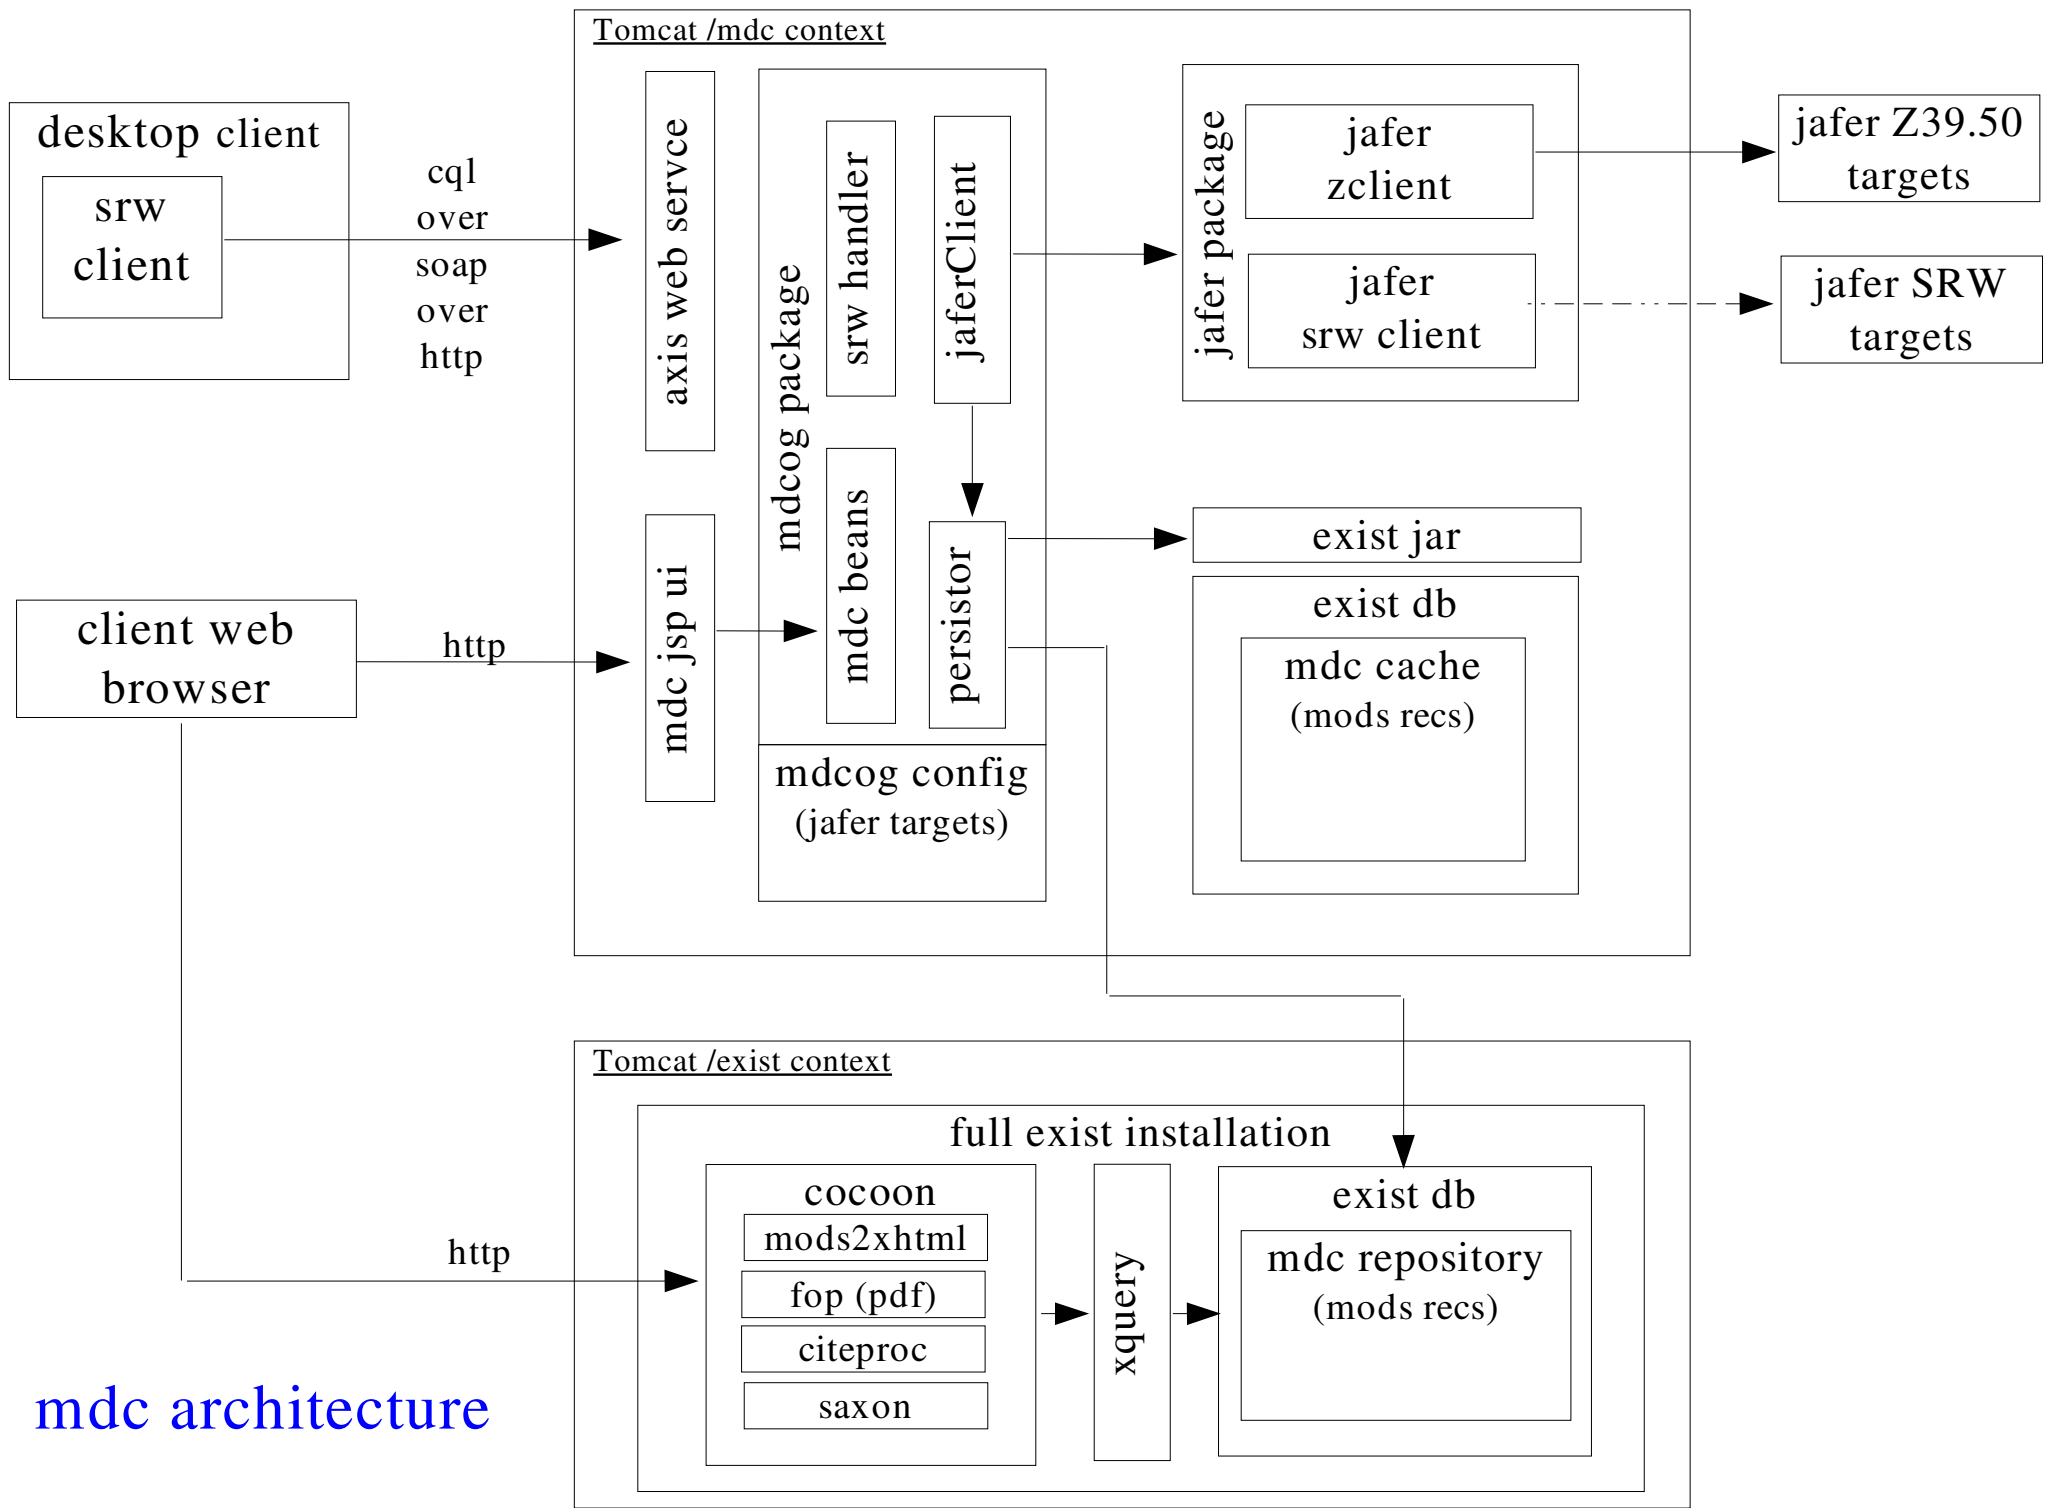 Tomcat /mdc context
desktop client
srw
client
cql
over
soap
over
http
axis web servce
mdcog package
srw handler
jaferClient
jafer package
jafer
zclient
jafer
srw client
jafer Z39.50
targets
jafer SRW
targets
client web
browser
http
mdc jsp ui
mdc beans
persistor
exist jar
exist db
mdc cache
(mods recs)
mdcog config
(jafer targets)
Tomcat /exist context
full exist installation
http
cocoon
mods2xhtml
fop (pdf)
citeproc
saxon
xquery
exist db
mdc repository
(mods recs)
mdc architecture